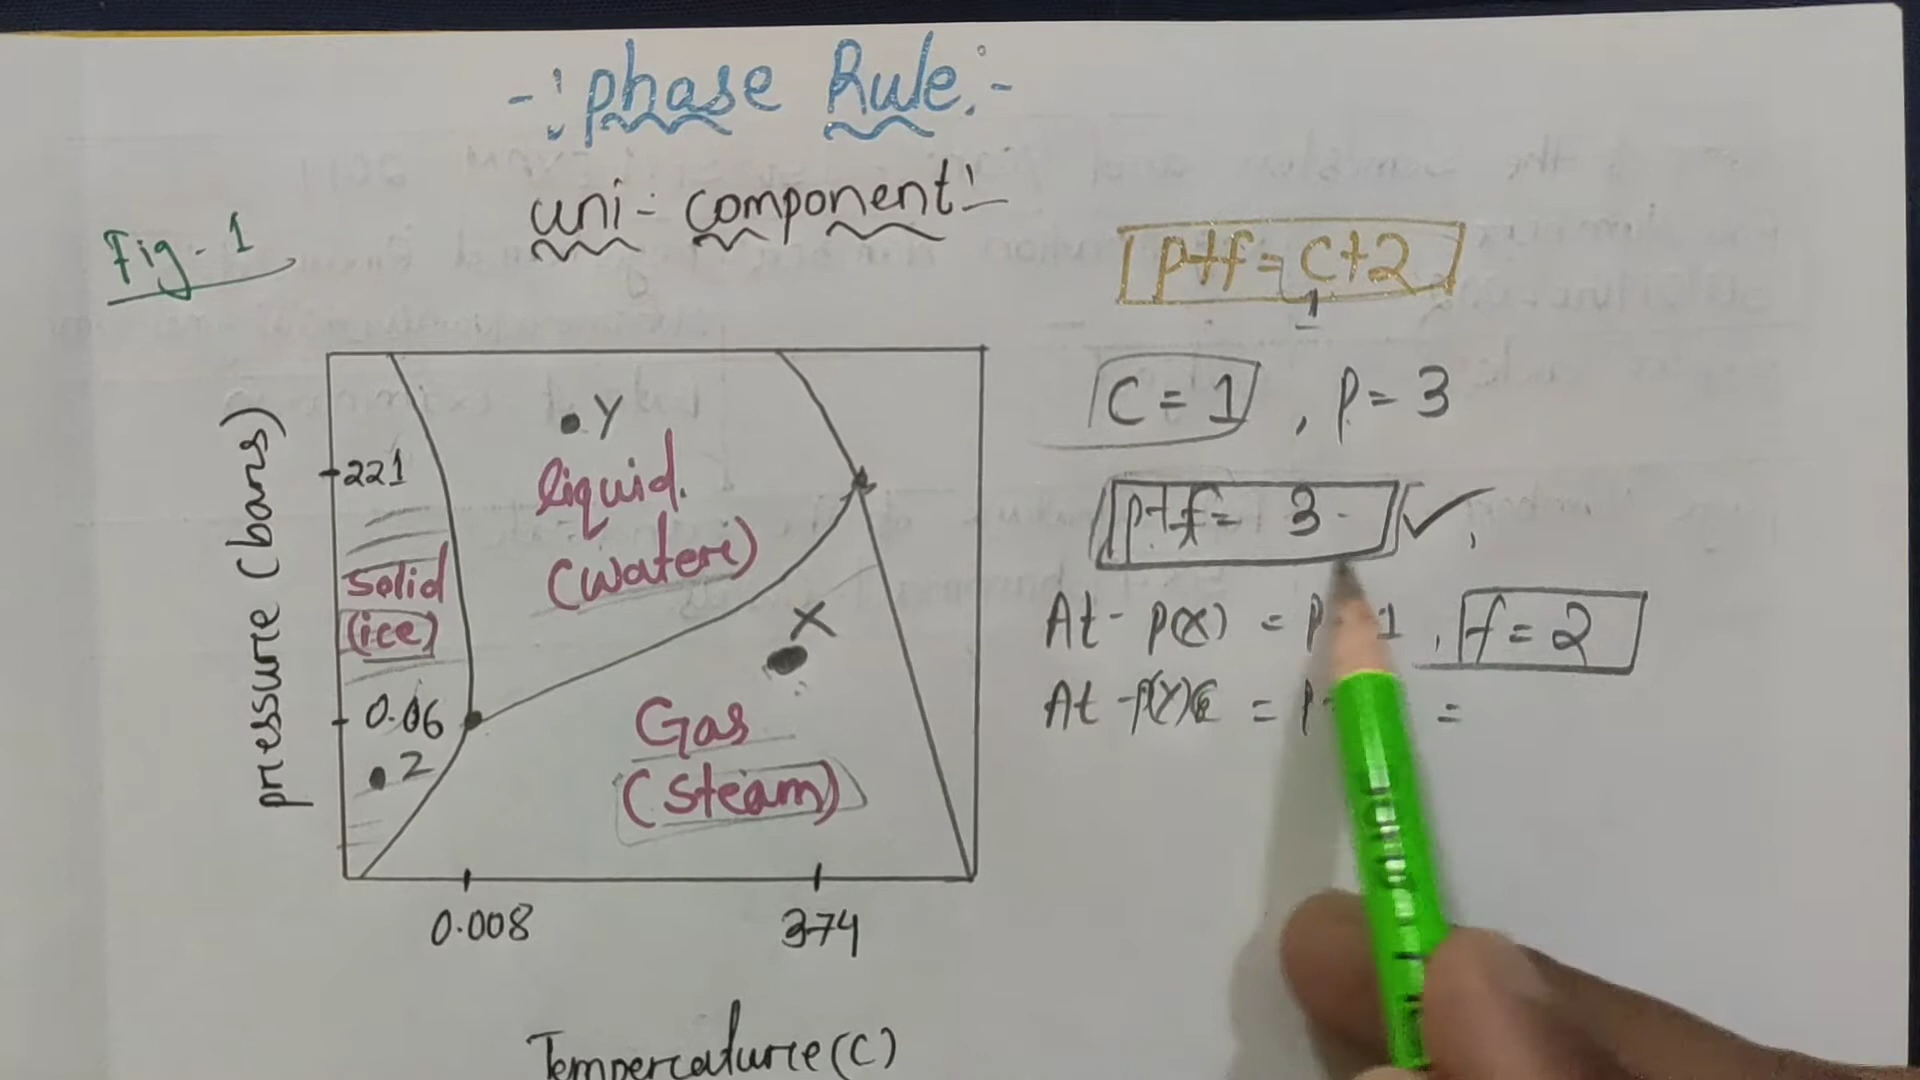 -: phase Rule :-
uni- component :-
Fig-1
p+f = c+2
1
C = 1 , P = 3
p+f = 3
At - p(x) = p 1 , f = 2
At - p(Y) = p =
pressure (bars)
221
0.06
Y
liquid.
(water)
Solid
(ice)
X
Z
Gas
(Steam)
0.008
374
Temperature (C)